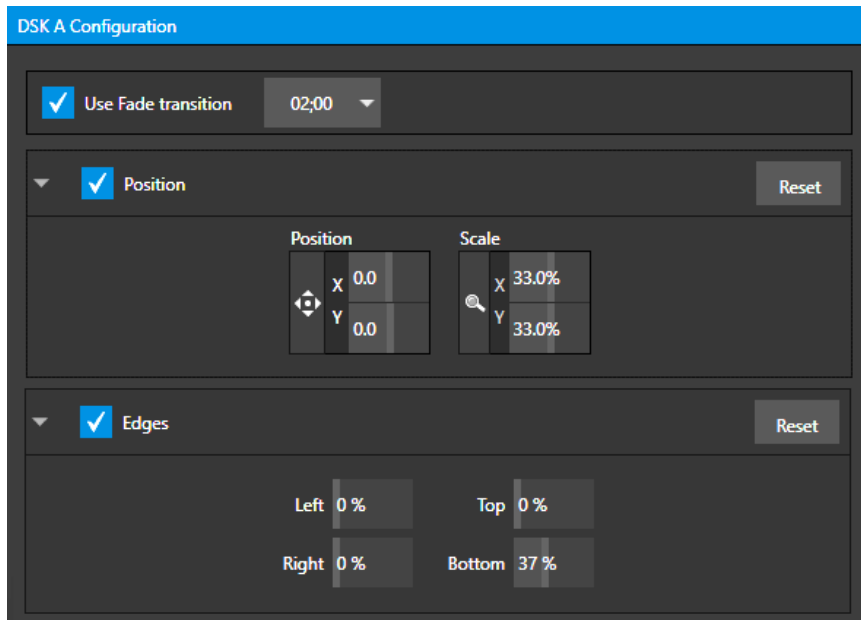 DSK A Configuration
Use Fade transition 02;00
Position Reset
Position Scale
X 0.0 X 33.0%
Y 0.0 Y 33.0%
Edges Reset
Left 0 % Top 0 %
Right 0 % Bottom 37 %